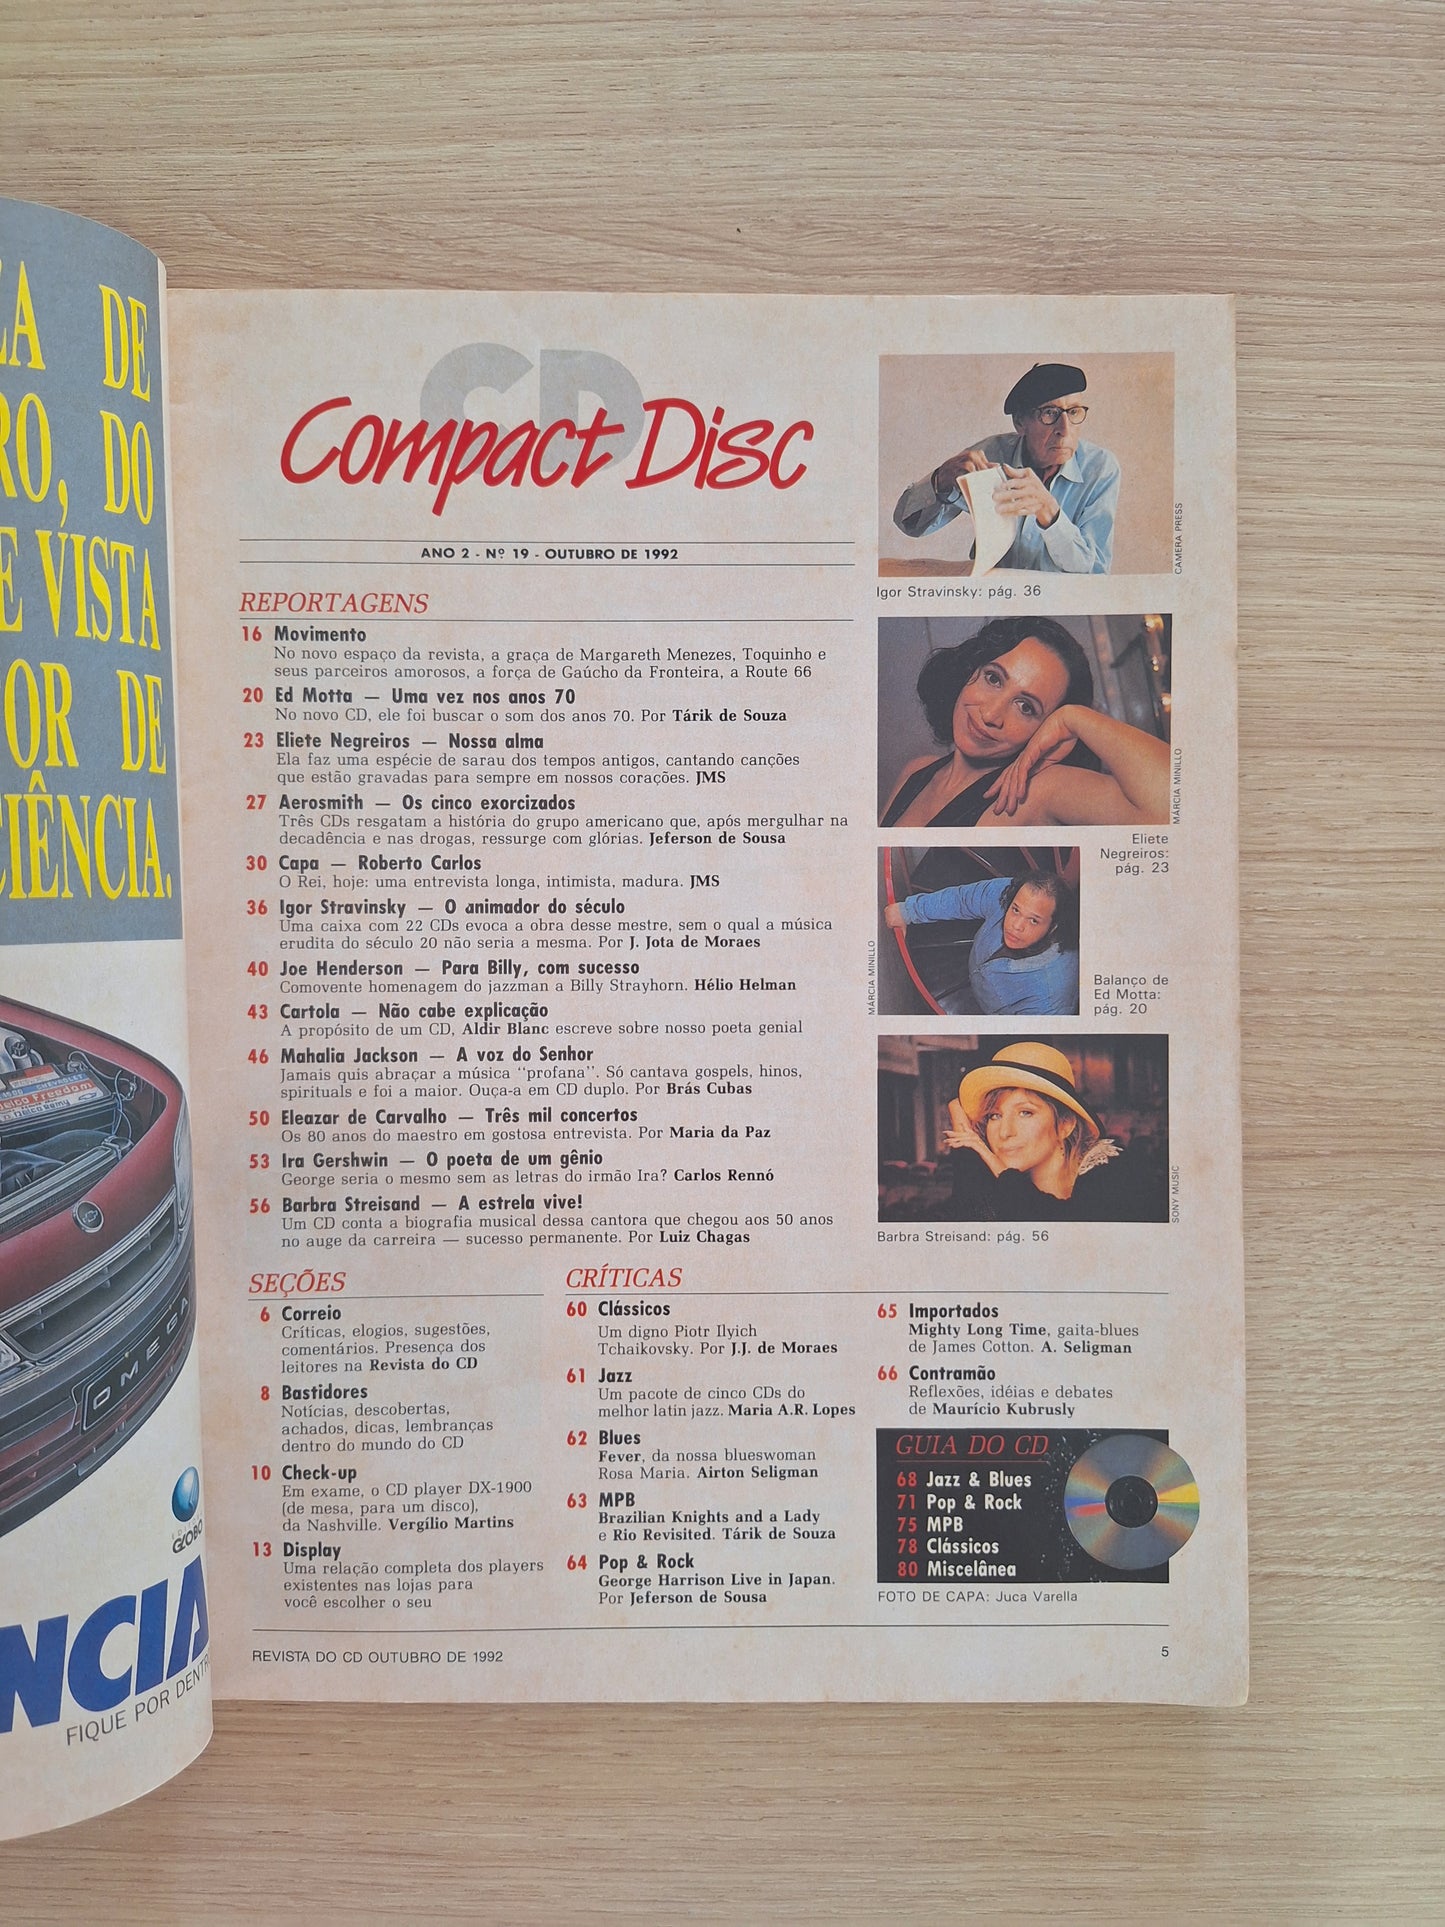 ZA DE
RO, DO
E VISTA
OR DE
CIÊNCIA.
OMEGA
GLOBO
NCIA
FIQUE POR DENTR
CD
Compact Disc
ANO 2 - Nº 19 - OUTUBRO DE 1992
REPORTAGENS
16 Movimento
No novo espaço da revista, a graça de Margareth Menezes, Toquinho e
seus parceiros amorosos, a força de Gaúcho da Fronteira, a Route 66
20 Ed Motta — Uma vez nos anos 70
No novo CD, ele foi buscar o som dos anos 70. Por Tárik de Souza
23 Eliete Negreiros — Nossa alma
Ela faz uma espécie de sarau dos tempos antigos, cantando canções
que estão gravadas para sempre em nossos corações. JMS
27 Aerosmith — Os cinco exorcizados
Três CDs resgatam a história do grupo americano que, após mergulhar na
decadência e nas drogas, ressurge com glórias. Jeferson de Sousa
30 Capa — Roberto Carlos
O Rei, hoje: uma entrevista longa, intimista, madura. JMS
36 Igor Stravinsky — O animador do século
Uma caixa com 22 CDs evoca a obra desse mestre, sem o qual a música
erudita do século 20 não seria a mesma. Por J. Jota de Moraes
40 Joe Henderson — Para Billy, com sucesso
Comovente homenagem do jazzman a Billy Strayhorn. Hélio Helman
43 Cartola — Não cabe explicação
A propósito de um CD, Aldir Blanc escreve sobre nosso poeta genial
46 Mahalia Jackson — A voz do Senhor
Jamais quis abraçar a música "profana". Só cantava gospels, hinos,
spirituals e foi a maior. Ouça-a em CD duplo. Por Brás Cubas
50 Eleazar de Carvalho — Três mil concertos
Os 80 anos do maestro em gostosa entrevista. Por Maria da Paz
53 Ira Gershwin — O poeta de um gênio
George seria o mesmo sem as letras do irmão Ira? Carlos Rennó
56 Barbra Streisand — A estrela vive!
Um CD conta a biografia musical dessa cantora que chegou aos 50 anos
no auge da carreira — sucesso permanente. Por Luiz Chagas
CAMERA PRESS
Igor Stravinsky: pág. 36
MÁRCIA MINILLO
Eliete
Negreiros:
pág. 23
MÁRCIA MINILLO
Balanço de
Ed Motta:
pág. 20
SONY MUSIC
Barbra Streisand: pág. 56
SEÇÕES
6 Correio
Críticas, elogios, sugestões,
comentários. Presença dos
leitores na Revista do CD
8 Bastidores
Notícias, descobertas,
achados, dicas, lembranças
dentro do mundo do CD
10 Check-up
Em exame, o CD player DX-1900
(de mesa, para um disco),
da Nashville. Vergílio Martins
13 Display
Uma relação completa dos players
existentes nas lojas para
você escolher o seu
CRÍTICAS
60 Clássicos
Um digno Piotr Ilyich
Tchaikovsky. Por J.J. de Moraes
61 Jazz
Um pacote de cinco CDs do
melhor latin jazz. Maria A.R. Lopes
62 Blues
Fever, da nossa blueswoman
Rosa Maria. Airton Seligman
63 MPB
Brazilian Knights and a Lady
e Rio Revisited. Tárik de Souza
64 Pop & Rock
George Harrison Live in Japan.
Por Jeferson de Sousa
65 Importados
Mighty Long Time, gaita-blues
de James Cotton. A. Seligman
66 Contramão
Reflexões, idéias e debates
de Maurício Kubrusly
GUIA DO CD
68 Jazz & Blues
71 Pop & Rock
75 MPB
78 Clássicos
80 Miscelânea
FOTO DE CAPA: Juca Varella
REVISTA DO CD OUTUBRO DE 1992
5